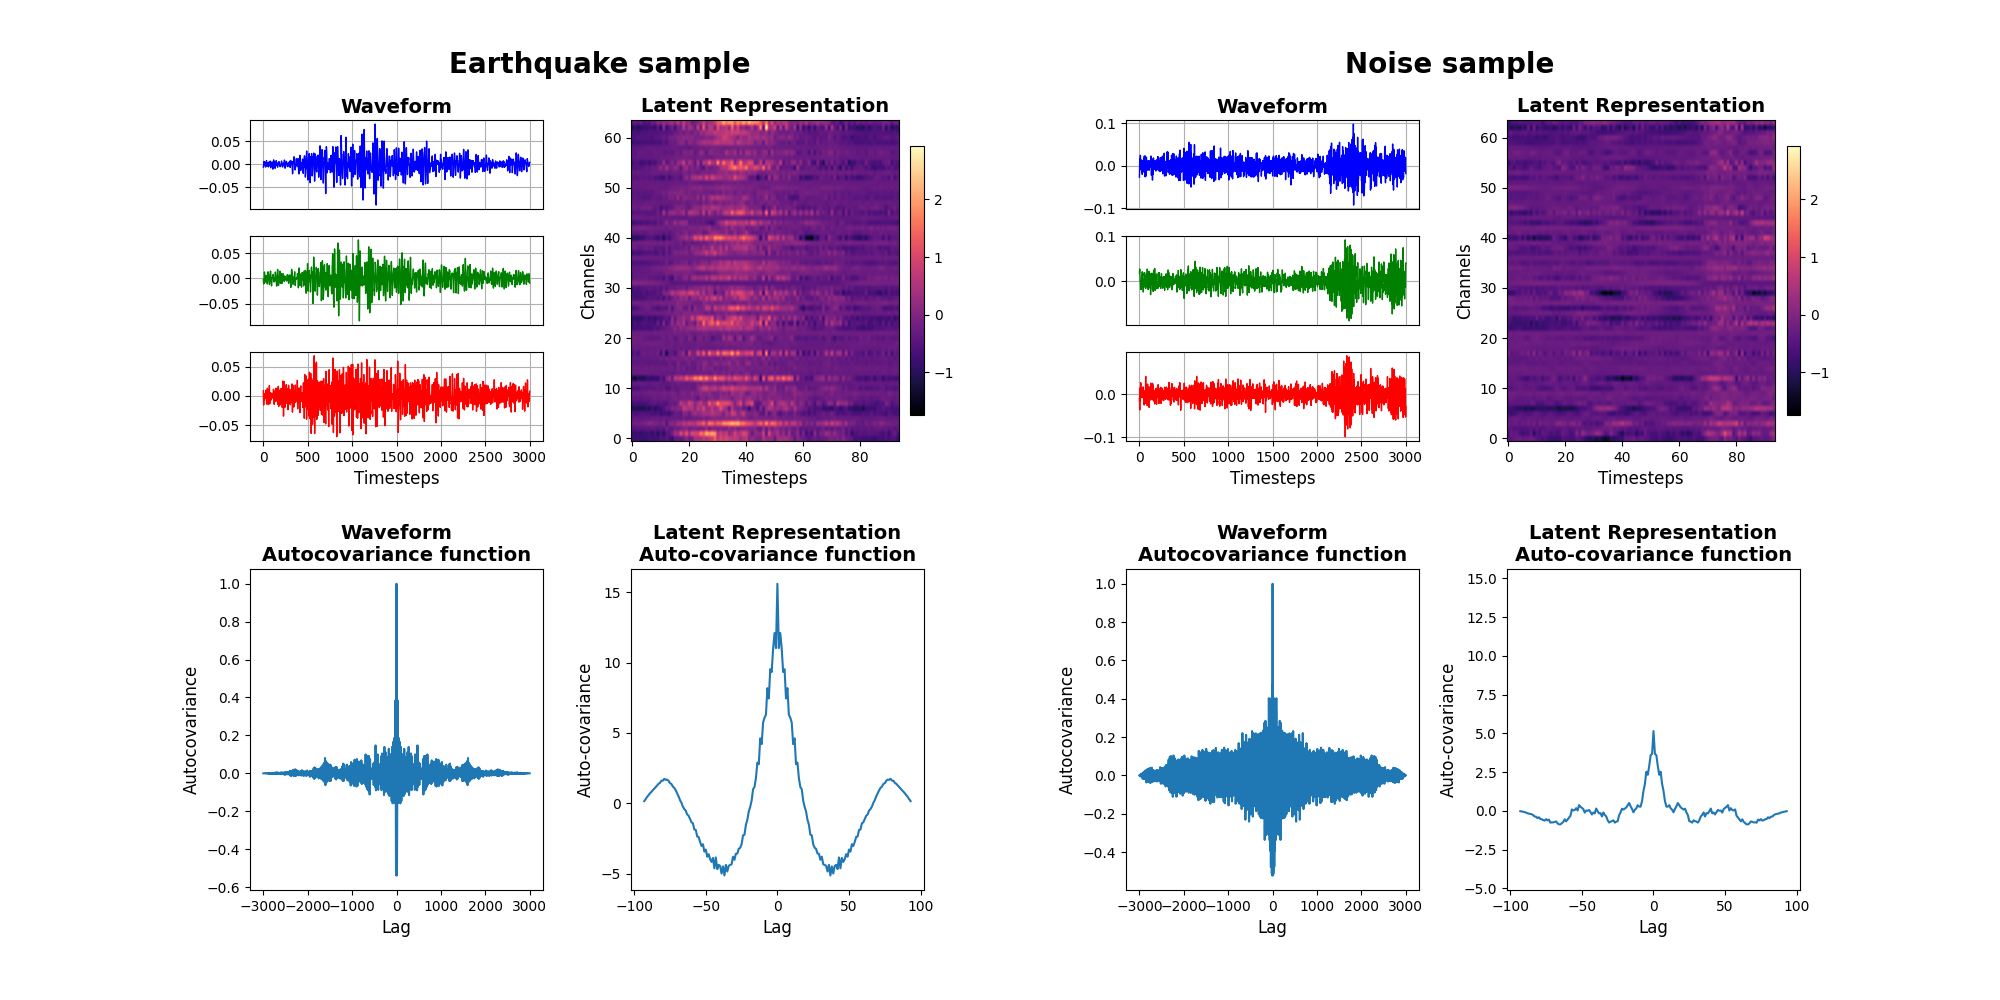 Earthquake sample
Noise sample
Waveform
Latent Representation
Waveform
Latent Representation
0.05
0.00
−0.05
0.05
0.00
−0.05
0.05
0.00
−0.05
0 500 1000 1500 2000 2500 3000
Timesteps
Channels
60
50
40
30
20
10
0
0 20 40 60 80
Timesteps
2
1
0
−1
0.1
0.0
−0.1
0.1
0.0
0.0
−0.1
0 500 1000 1500 2000 2500 3000
Timesteps
Channels
60
50
40
30
20
10
0
0 20 40 60 80
Timesteps
2
1
0
−1
Waveform
Autocovariance function
Autocovariance
1.0
0.8
0.6
0.4
0.2
0.0
−0.2
−0.4
−0.6
−3000 −2000 −1000 0 1000 2000 3000
Lag
Latent Representation
Auto-covariance function
Auto-covariance
15
10
5
0
−5
−100 −50 0 50 100
Lag
Waveform
Autocovariance function
Autocovariance
1.0
0.8
0.6
0.4
0.2
0.0
−0.2
−0.4
−3000 −2000 −1000 0 1000 2000 3000
Lag
Latent Representation
Auto-covariance function
Auto-covariance
15.0
12.5
10.0
7.5
5.0
2.5
0.0
−2.5
−5.0
−100 −50 0 50 100
Lag